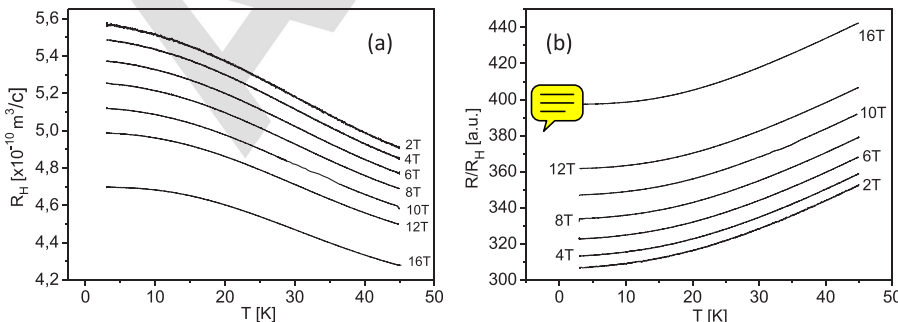 (a)
5,6
5,4
5,2
5,0
4,8
4,6
4,4
4,2
R_H [x10^-10 m^3/c]
2T
4T
6T
8T
10T
12T
16T
0 10 20 30 40 50
T [K]
(b)
420
400
380
360
340
320
300
R/R_H [a.u.]
16T
12T
10T
8T
6T
4T
2T
0 10 20 30 40 50
T [K]